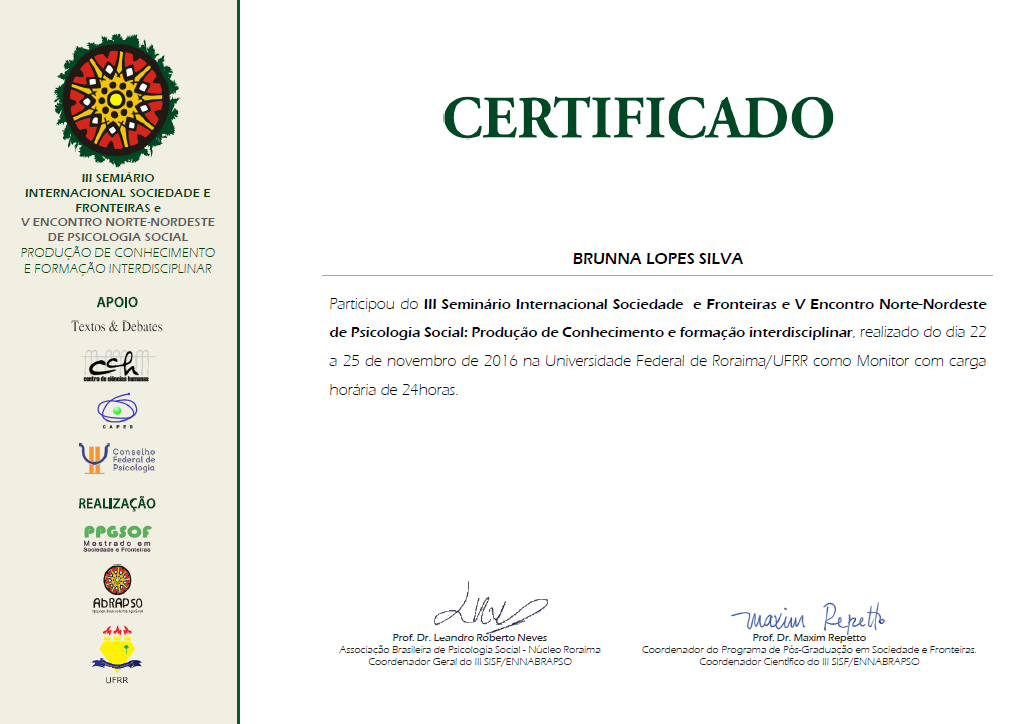 III SEMIÁRIO
INTERNACIONAL SOCIEDADE E
FRONTEIRAS e
V ENCONTRO NORTE-NORDESTE
DE PSICOLOGIA SOCIAL
PRODUÇÃO DE CONHECIMENTO
E FORMAÇÃO INTERDISCIPLINAR
APOIO
Textos & Debates
cch
centro de ciências humanas
CAPES
Conselho
Federal de
Psicologia
REALIZAÇÃO
PPGSOF
Mestrado em
Sociedade e Fronteiras
ABRAPSO
UFRR
CERTIFICADO
BRUNNA LOPES SILVA
Participou do III Seminário Internacional Sociedade e Fronteiras e V Encontro Norte-Nordeste
de Psicologia Social: Produção de Conhecimento e formação interdisciplinar, realizado do dia 22
a 25 de novembro de 2016 na Universidade Federal de Roraima/UFRR como Monitor com carga
horária de 24horas.
Prof. Dr. Leandro Roberto Neves
Associação Brasileira de Psicologia Social - Núcleo Roraima
Coordenador Geral do III SISF/ENNABRAPSO
Maxim Repetto
Prof. Dr. Maxim Repetto
Coordenador do Programa de Pós-Graduação em Sociedade e Fronteiras.
Coordenador Científico do III SISF/ENNABRAPSO